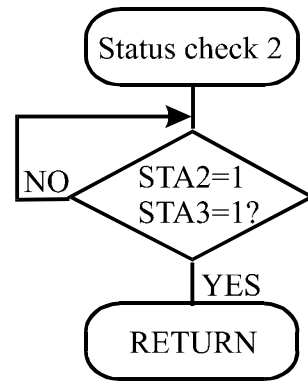 Status check 2
NO
STA2=1
STA3=1?
YES
RETURN